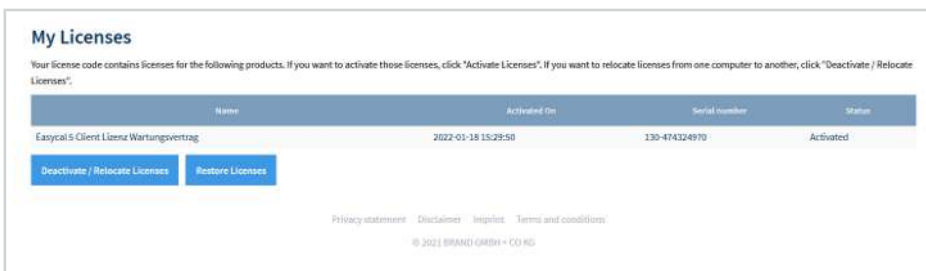 My Licenses
Your license code contains licenses for the following products. If you want to activate those licenses, click "Activate Licenses". If you want to relocate licenses from one computer to another, click "Deactivate / Relocate
Licenses".
Name Activated On Serial number Status
Easycal 5 Client Lizenz Wartungsvertrag 2022-01-18 15:29:50 130-474324970 Activated
Deactivate / Relocate Licenses Restore Licenses
Privacy statement Disclaimer Imprint Terms and conditions
© 2021 BRAND GMBH + CO KG